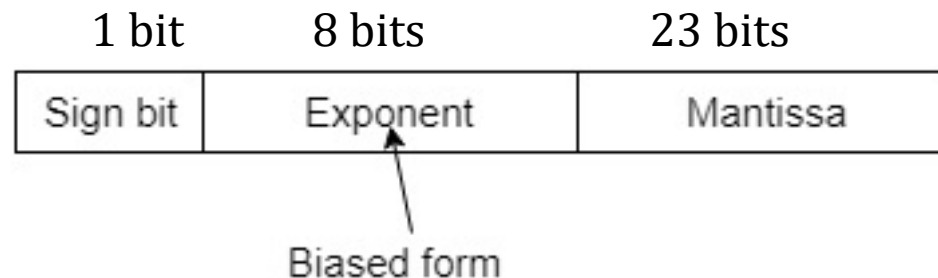 1 bit 8 bits 23 bits
Sign bit Exponent Mantissa
Biased form